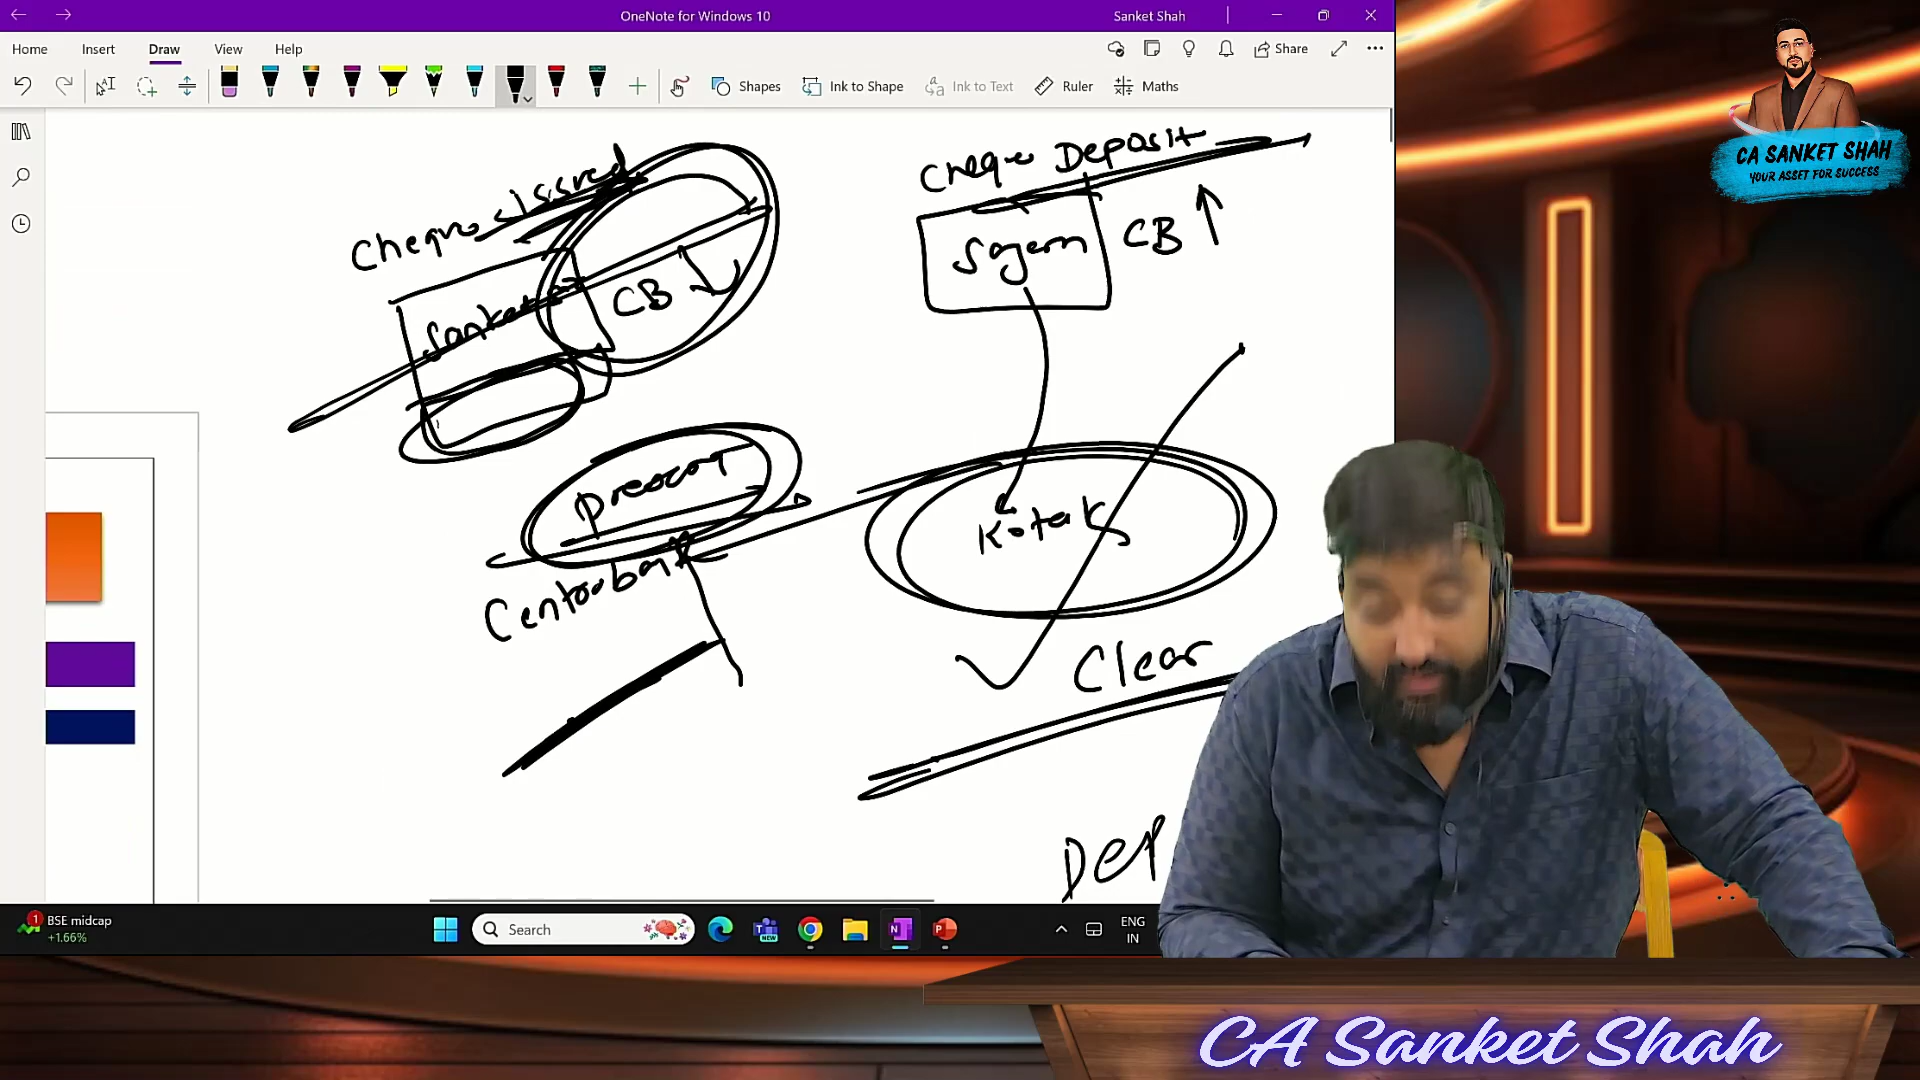 OneNote for Windows 10
Sanket Shah
Home Insert Draw View Help
Share
Shapes
Ink to Shape
Ink to Text
Ruler
Maths
Cheque Issued
Sanket
CB
Cheque Deposit
CB
Kotak
Clear
Dep
BSE midcap
+1.66%
1
Search
ENG
IN
CA SANKET SHAH
YOUR ASSET FOR SUCCESS
CA Sanket Shah